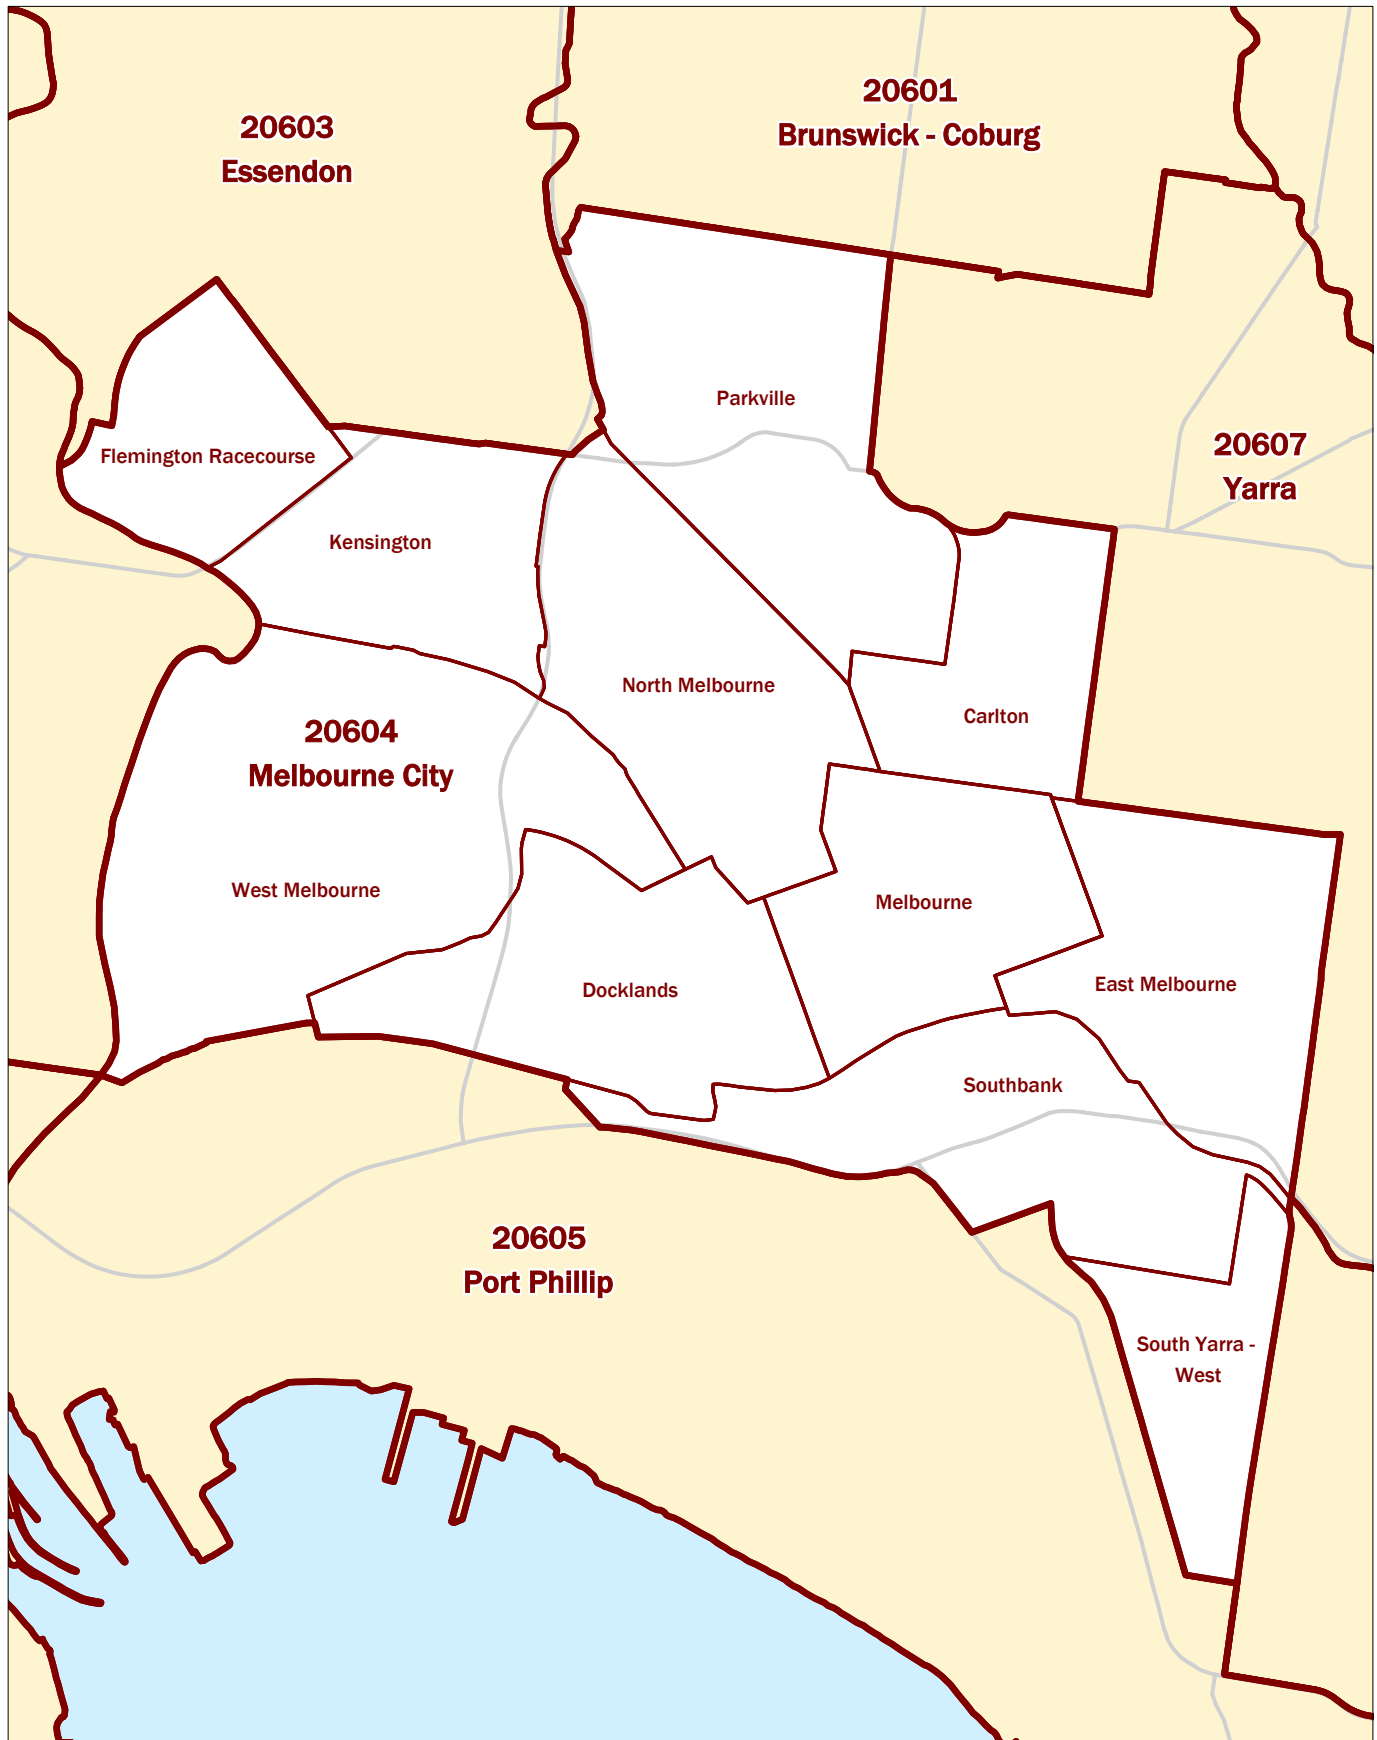 20601
Brunswick - Coburg
20603
Essendon
Parkville
20607
Yarra
Flemington Racecourse
Kensington
North Melbourne
Carlton
20604
Melbourne City
West Melbourne
Melbourne
East Melbourne
Docklands
Southbank
20605
Port Phillip
South Yarra -
West